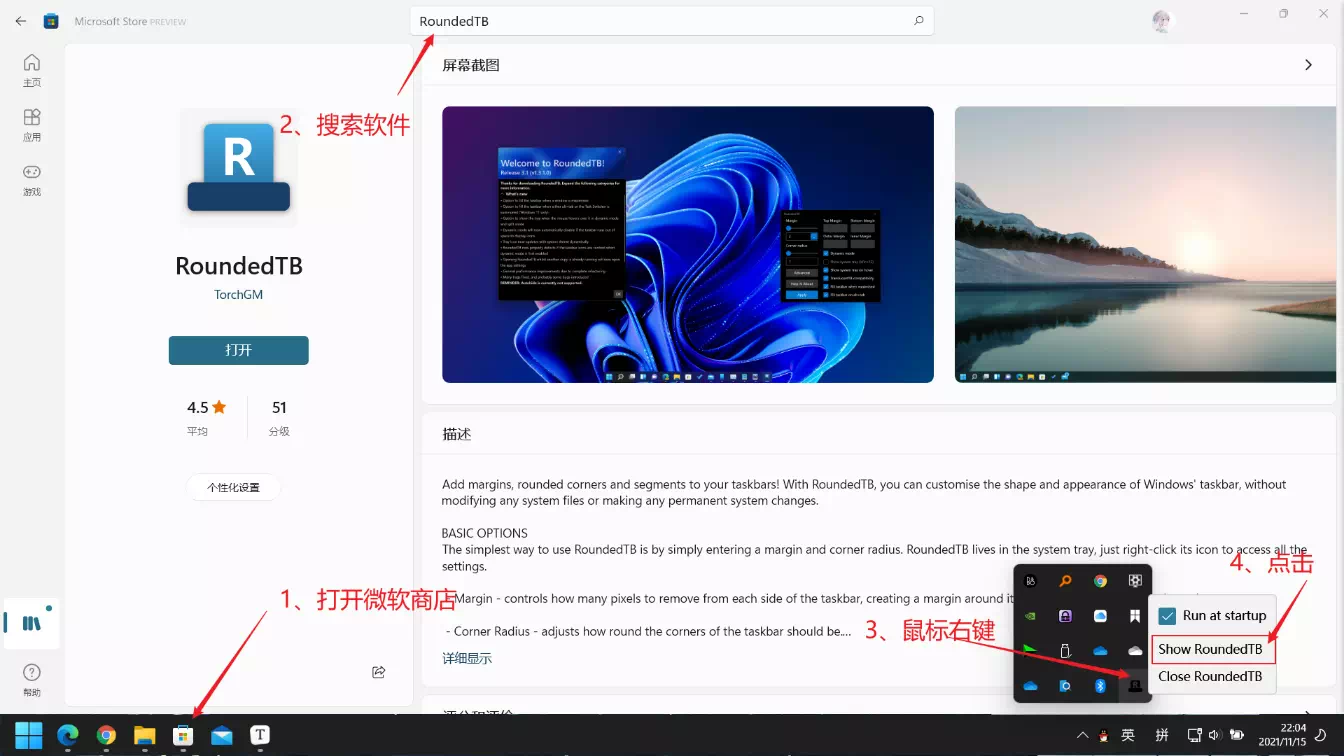 Microsoft Store PREVIEW
RoundedTB
主页
应用
游戏
帮助
R
RoundedTB
TorchGM
打开
4.5
平均
51
分级
个性化设置
2、搜索软件
屏幕截图
Welcome to RoundedTB!
描述
Add margins, rounded corners and segments to your taskbars! With RoundedTB, you can customise the shape and appearance of Windows' taskbar, without
modifying any system files or making any permanent system changes.
BASIC OPTIONS
The simplest way to use RoundedTB is by simply entering a margin and corner radius. RoundedTB lives in the system tray, just right-click its icon to access all the
settings.
Margin - controls how many pixels to remove from each side of the taskbar, creating a margin around i
- Corner Radius - adjusts how round the corners of the taskbar should be....
详细显示
1、打开微软商店
3、鼠标右键
4、点击
Run at startup
Show RoundedTB
Close RoundedTB
T
英
拼
22:04
2021/11/15